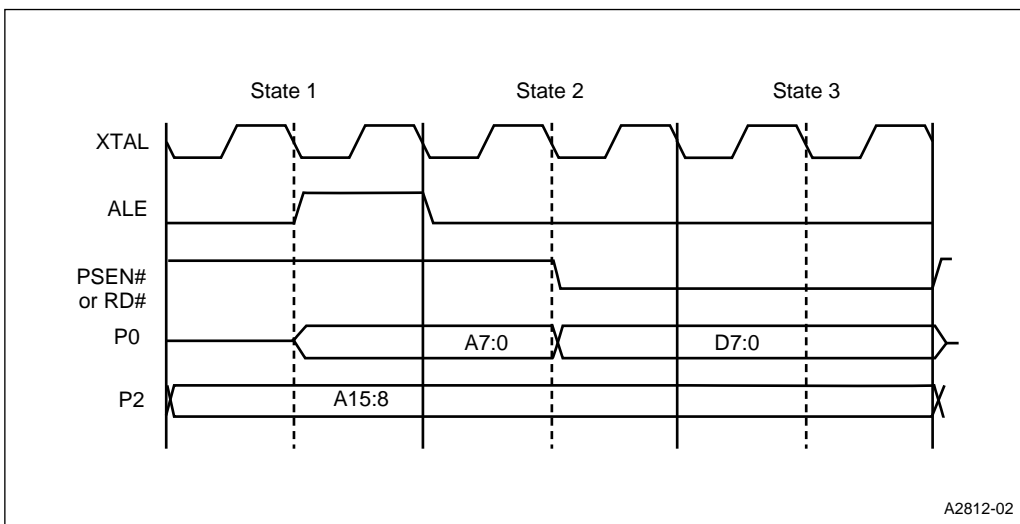 State 1 State 2 State 3
XTAL
ALE
PSEN#
or RD#
P0 A7:0 D7:0
P2 A15:8
A2812-02